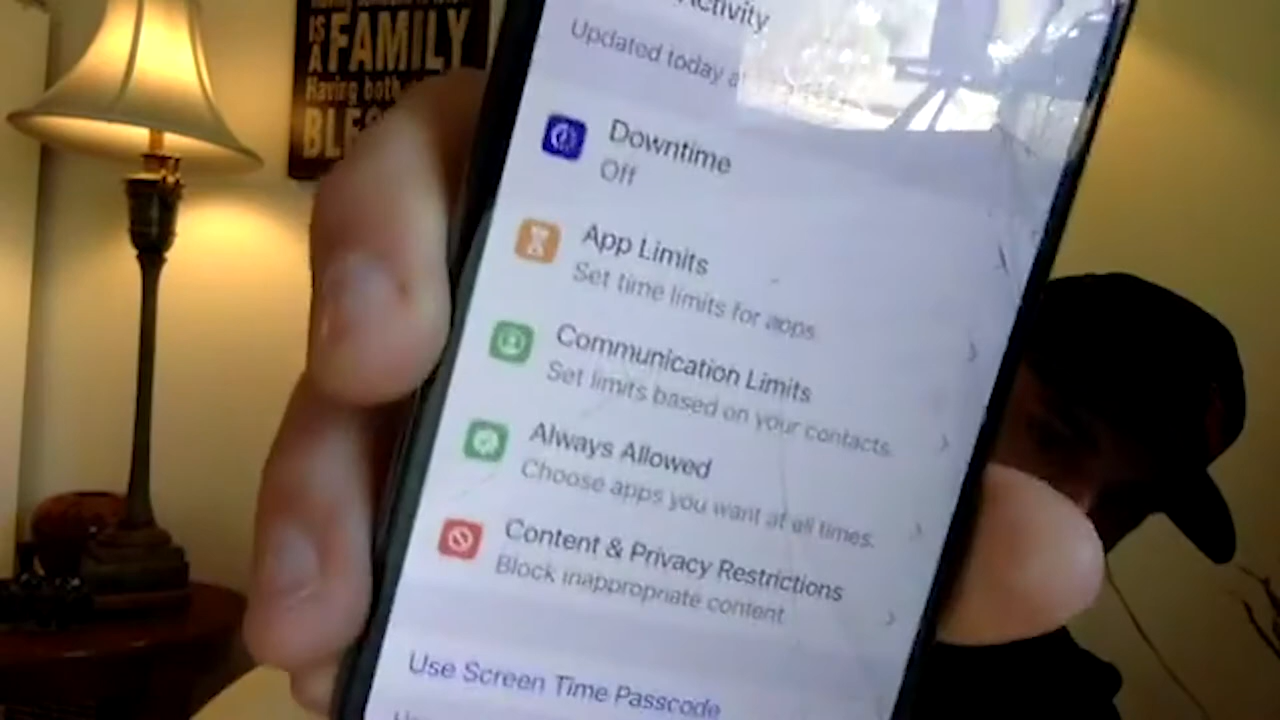 IS
A FAMILY
Having both
Activity
Updated today
Downtime
Off
App Limits
Set time limits for apps.
Communication Limits
Set limits based on your contacts.
Always Allowed
Choose apps you want at all times.
Content & Privacy Restrictions
Block inappropriate content.
Use Screen Time Passcode